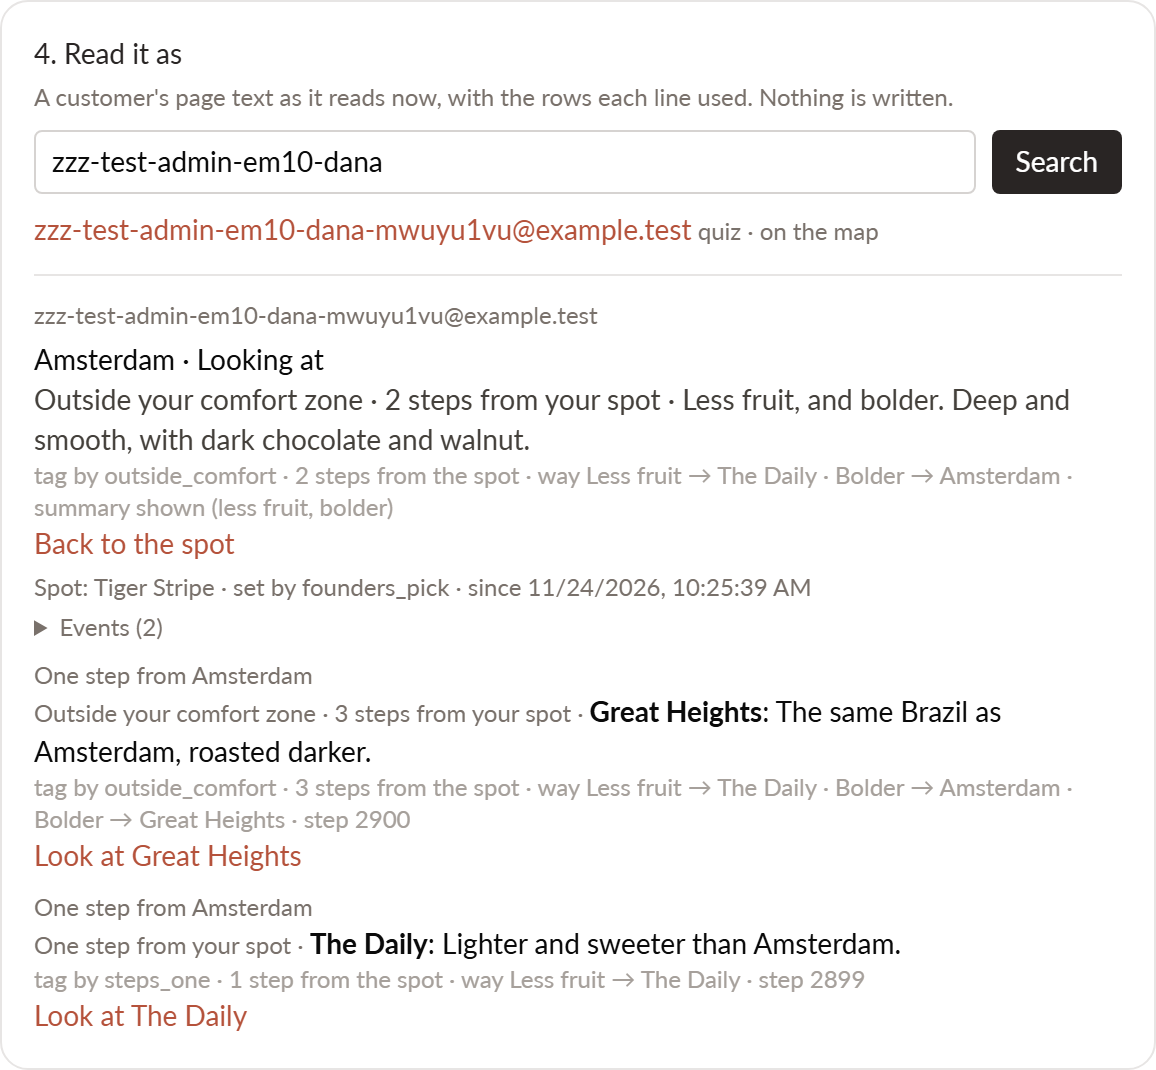 4. Read it as
A customer's page text as it reads now, with the rows each line used. Nothing is written.
zzz-test-admin-em10-dana
Search
zzz-test-admin-em10-dana-mwuyu1vu@example.test quiz · on the map
zzz-test-admin-em10-dana-mwuyu1vu@example.test
Amsterdam · Looking at
Outside your comfort zone · 2 steps from your spot · Less fruit, and bolder. Deep and
smooth, with dark chocolate and walnut.
tag by outside_comfort · 2 steps from the spot · way Less fruit → The Daily · Bolder → Amsterdam ·
summary shown (less fruit, bolder)
Back to the spot
Spot: Tiger Stripe · set by founders_pick · since 11/24/2026, 10:25:39 AM
▶ Events (2)
One step from Amsterdam
Outside your comfort zone · 3 steps from your spot · Great Heights: The same Brazil as
Amsterdam, roasted darker.
tag by outside_comfort · 3 steps from the spot · way Less fruit → The Daily · Bolder → Amsterdam ·
Bolder → Great Heights · step 2900
Look at Great Heights
One step from Amsterdam
One step from your spot · The Daily: Lighter and sweeter than Amsterdam.
tag by steps_one · 1 step from the spot · way Less fruit → The Daily · step 2899
Look at The Daily